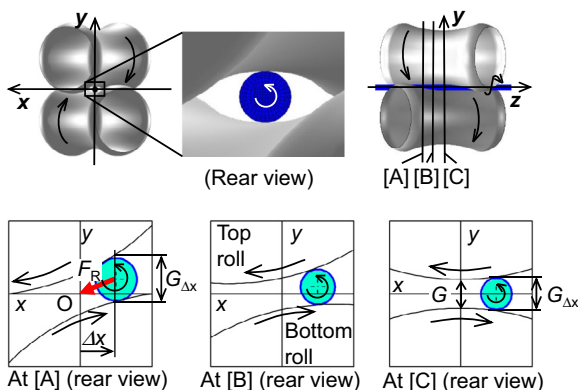 y
x
(Rear view)
y
z
[A] [B] [C]
y
F_R
O
x
Δx
G_Δx
At [A] (rear view)
Top roll
y
x
Bottom roll
At [B] (rear view)
y
x
G
G_Δx
At [C] (rear view)